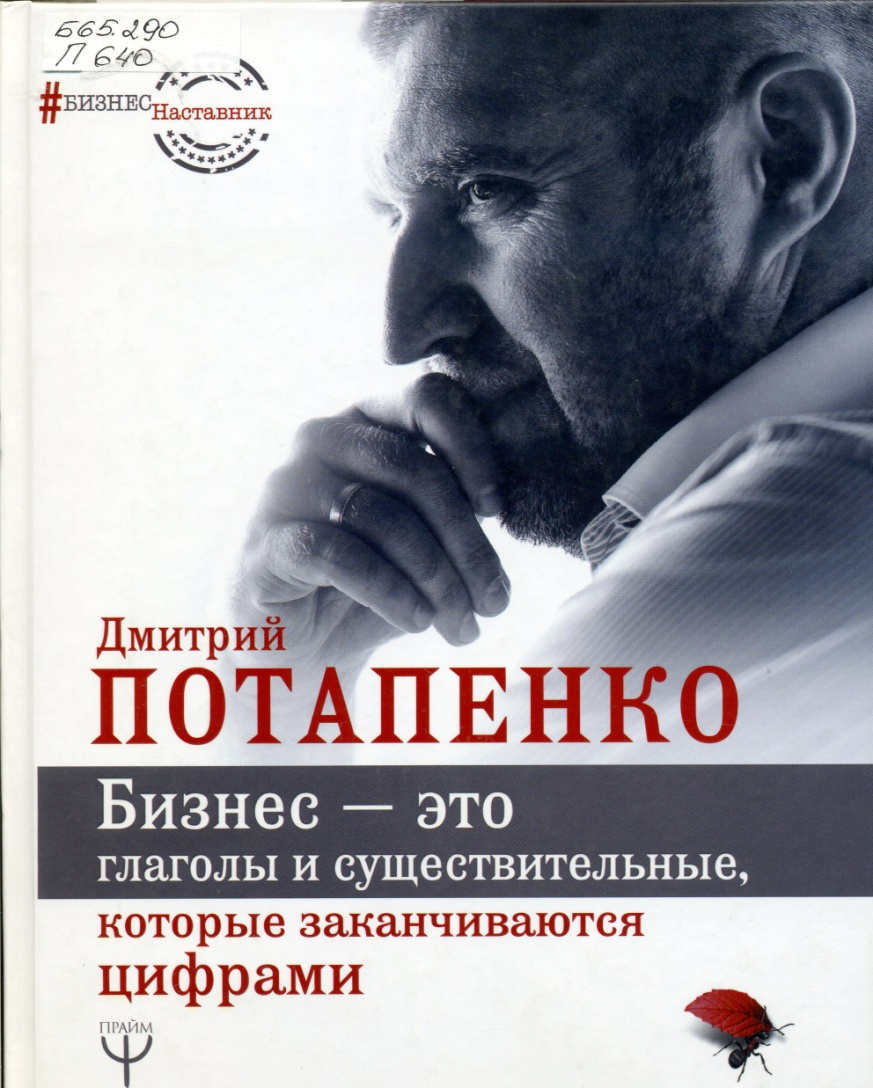 Б65.290
П 640
#БИЗНЕС Наставник
Дмитрий
ПОТАПЕНКО
Бизнес — это
глаголы и существительные,
которые заканчиваются
цифрами
ПРАЙМ